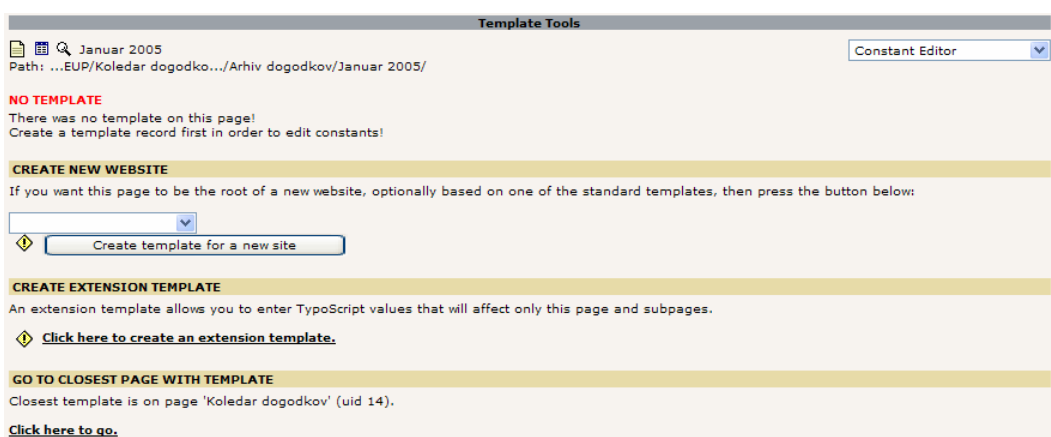 Template Tools
Januar 2005
Constant Editor
Path: ...EUP/Koledar dogodko.../Arhiv dogodkov/Januar 2005/
NO TEMPLATE
There was no template on this page!
Create a template record first in order to edit constants!
CREATE NEW WEBSITE
If you want this page to be the root of a new website, optionally based on one of the standard templates, then press the button below:
Create template for a new site
CREATE EXTENSION TEMPLATE
An extension template allows you to enter TypoScript values that will affect only this page and subpages.
Click here to create an extension template.
GO TO CLOSEST PAGE WITH TEMPLATE
Closest template is on page 'Koledar dogodkov' (uid 14).
Click here to go.